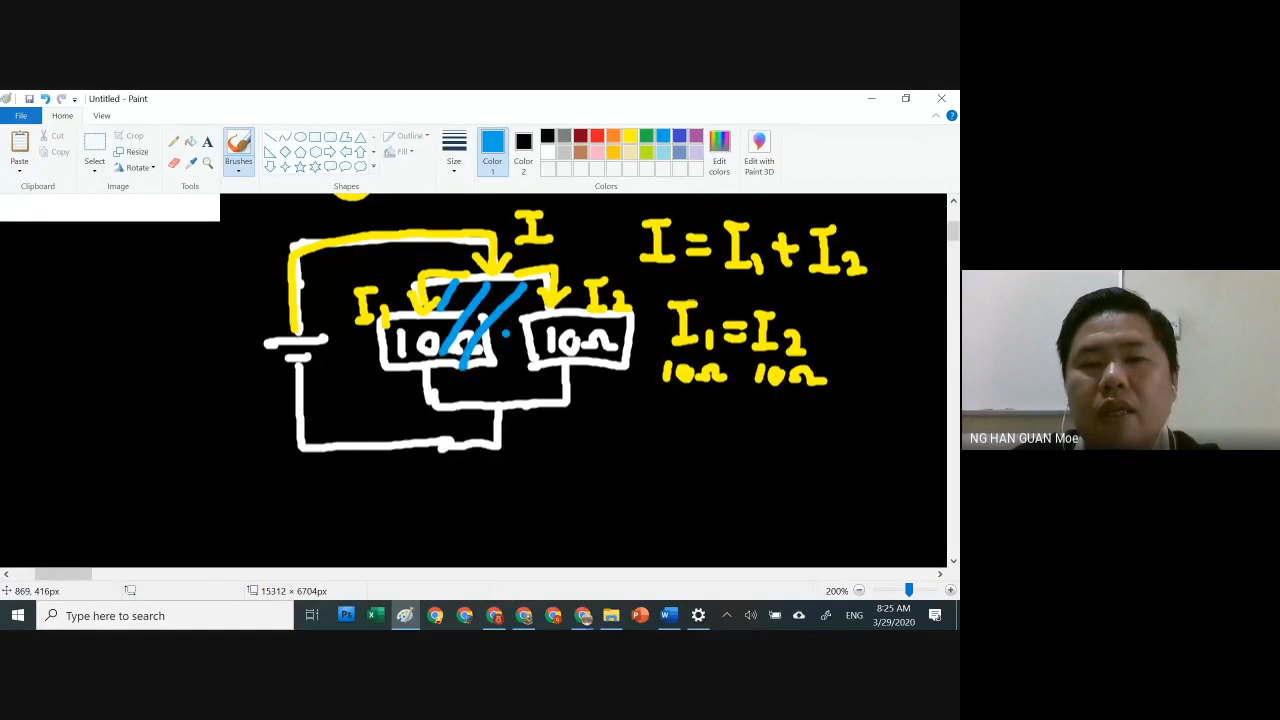 Untitled - Paint
File
Home
View
Paste
Cut
Copy
Clipboard
Select
Crop
Resize
Rotate
Image
Tools
Brushes
Shapes
Outline
Fill
Size
Color
1
Color
2
Edit
colors
Edit with
Paint 3D
Colors
I
I₁
I₂
10Ω
10Ω
I = I₁ + I₂
I₁ = I₂
10Ω 10Ω
NG HAN GUAN Moe
869, 416px
15312 × 6704px
200%
Type here to search
ENG
8:25 AM
3/29/2020